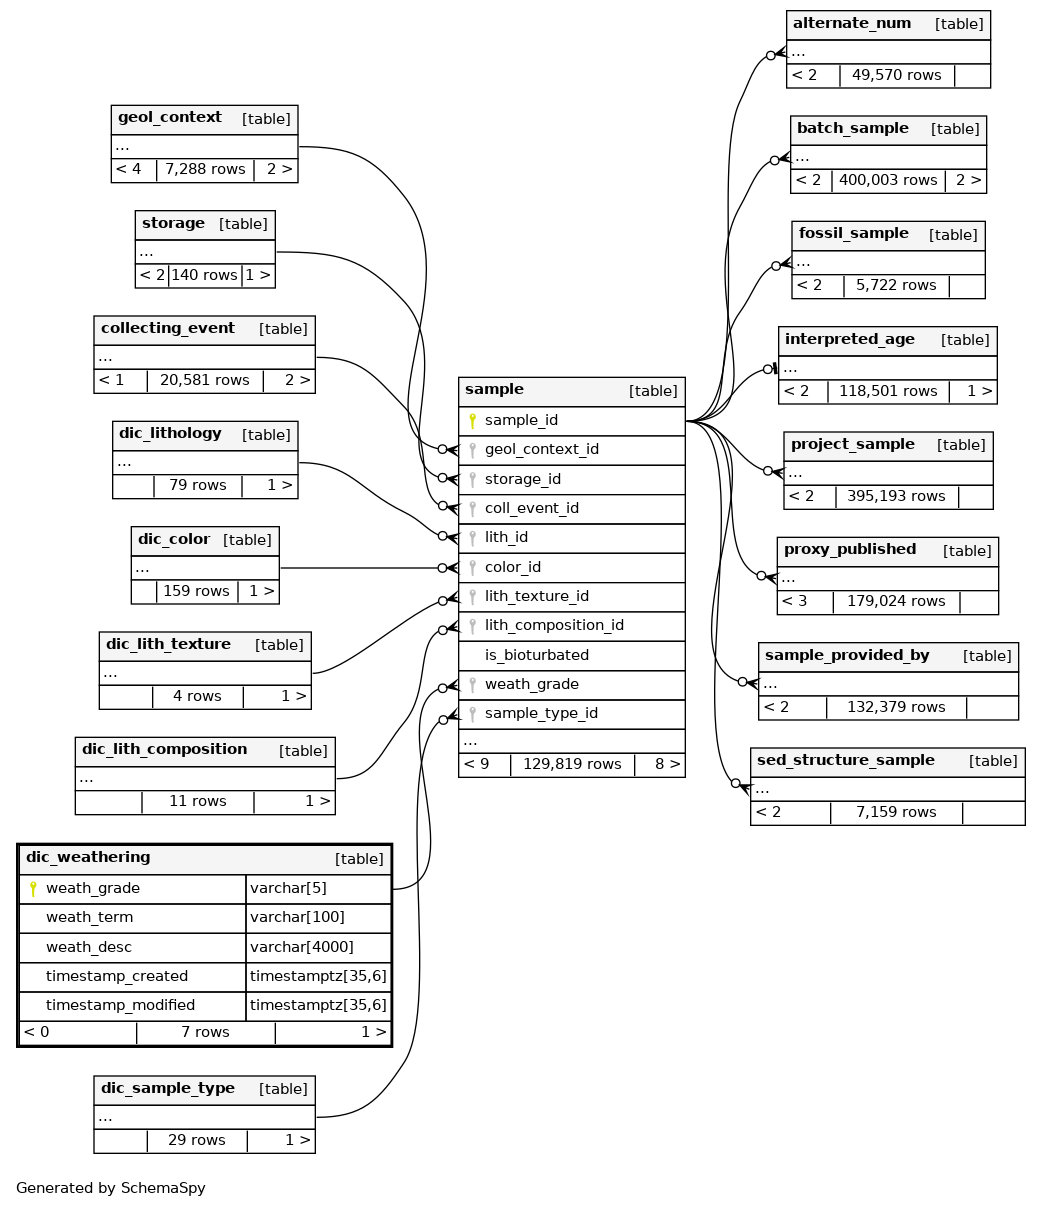 geol_context [table]
...
< 4 7,288 rows 2 >
storage [table]
...
< 2 140 rows 1 >
collecting_event [table]
...
< 1 20,581 rows 2 >
dic_lithology [table]
...
79 rows 1 >
dic_color [table]
...
159 rows 1 >
dic_lith_texture [table]
...
4 rows 1 >
dic_lith_composition [table]
...
11 rows 1 >
dic_weathering [table]
weath_grade varchar[5]
weath_term varchar[100]
weath_desc varchar[4000]
timestamp_created timestamptz[35,6]
timestamp_modified timestamptz[35,6]
< 0 7 rows 1 >
dic_sample_type [table]
...
29 rows 1 >
sample [table]
sample_id
geol_context_id
storage_id
coll_event_id
lith_id
color_id
lith_texture_id
lith_composition_id
is_bioturbated
weath_grade
sample_type_id
...
< 9 129,819 rows 8 >
alternate_num [table]
...
< 2 49,570 rows
batch_sample [table]
...
< 2 400,003 rows 2 >
fossil_sample [table]
...
< 2 5,722 rows
interpreted_age [table]
...
< 2 118,501 rows 1 >
project_sample [table]
...
< 2 395,193 rows
proxy_published [table]
...
< 3 179,024 rows
sample_provided_by [table]
...
< 2 132,379 rows
sed_structure_sample [table]
...
< 2 7,159 rows
Generated by SchemaSpy